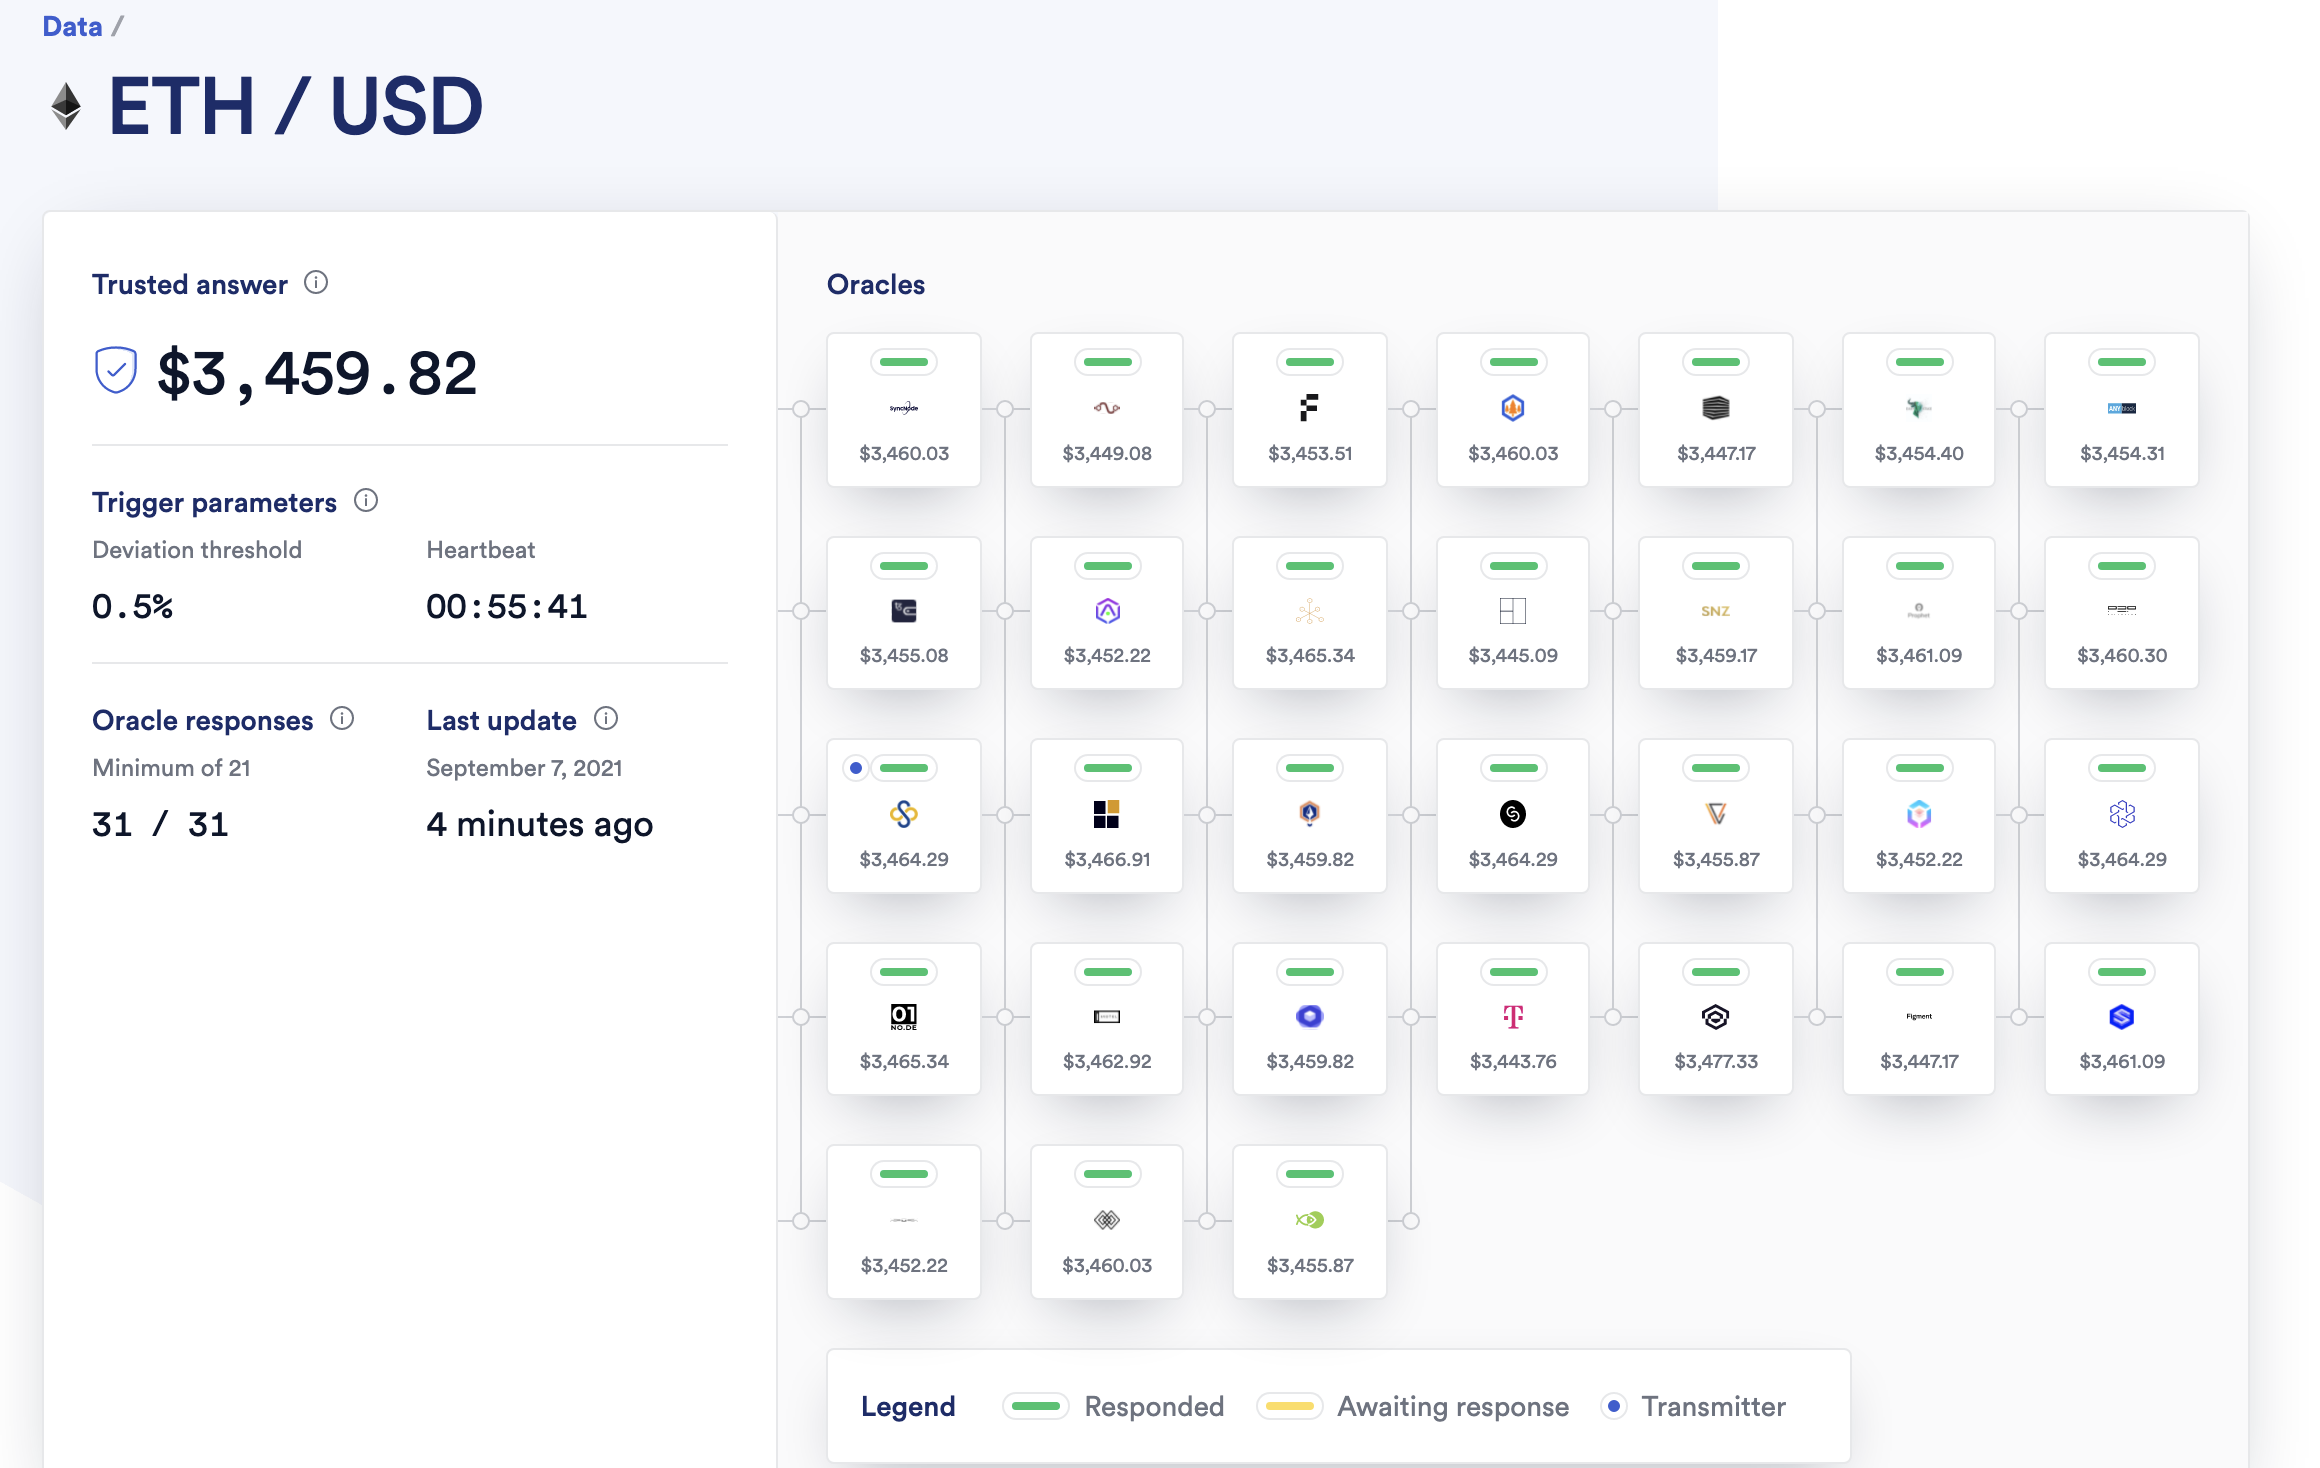 Data /
ETH / USD
Trusted answer
$3,459.82
Trigger parameters
Deviation threshold
Heartbeat
0.5%
00:55:41
Oracle responses
Last update
Minimum of 21
September 7, 2021
31 / 31
4 minutes ago
Oracles
SyncNode
ANYblock
$3,460.03
$3,449.08
$3,453.51
$3,460.03
$3,447.17
$3,454.40
$3,454.31
SNZ
Prophet
$3,455.08
$3,452.22
$3,465.34
$3,445.09
$3,459.17
$3,461.09
$3,460.30
$3,464.29
$3,466.91
$3,459.82
$3,464.29
$3,455.87
$3,452.22
$3,464.29
01
NO.DE
T
Figment
$3,465.34
$3,462.92
$3,459.82
$3,443.76
$3,477.33
$3,447.17
$3,461.09
$3,452.22
$3,460.03
$3,455.87
Legend
Responded
Awaiting response
Transmitter